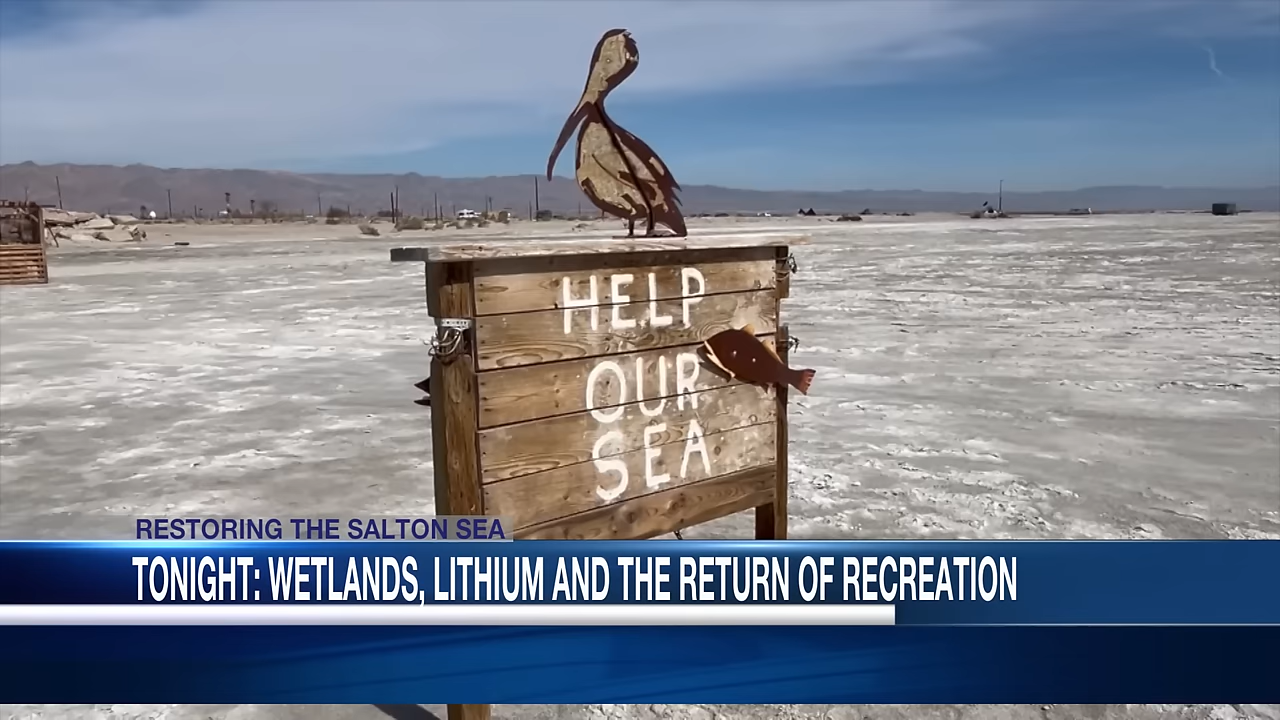 HELP
OUR
SEA
RESTORING THE SALTON SEA
TONIGHT: WETLANDS, LITHIUM AND THE RETURN OF RECREATION